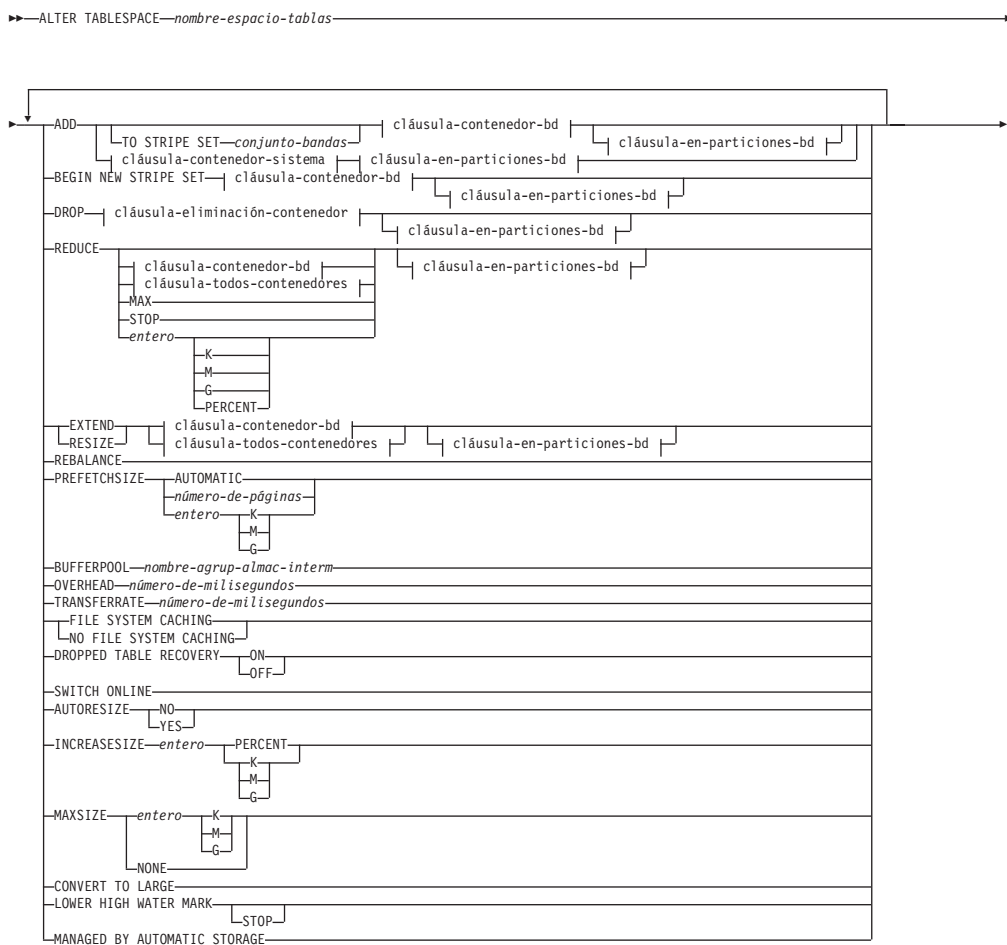 ALTER TABLESPACE nombre-espacio-tablas
ADD cláusula-contenedor-bd
TO STRIPE SET conjunto-bandas cláusula-en-particiones-bd
cláusula-contenedor-sistema cláusula-en-particiones-bd
BEGIN NEW STRIPE SET cláusula-contenedor-bd
cláusula-en-particiones-bd
DROP cláusula-eliminación-contenedor
cláusula-en-particiones-bd
REDUCE
cláusula-contenedor-bd cláusula-en-particiones-bd
cláusula-todos-contenedores
MAX
STOP
entero
K
M
G
PERCENT
EXTEND cláusula-contenedor-bd
RESIZE cláusula-todos-contenedores cláusula-en-particiones-bd
REBALANCE
PREFETCHSIZE AUTOMATIC
número-de-páginas
entero K
M
G
BUFFERPOOL nombre-agrup-almac-interm
OVERHEAD número-de-milisegundos
TRANSFERRATE número-de-milisegundos
FILE SYSTEM CACHING
NO FILE SYSTEM CACHING
DROPPED TABLE RECOVERY ON
OFF
SWITCH ONLINE
AUTORESIZE NO
YES
INCREASESIZE entero PERCENT
K
M
G
MAXSIZE entero K
M
G
NONE
CONVERT TO LARGE
LOWER HIGH WATER MARK
STOP
MANAGED BY AUTOMATIC STORAGE